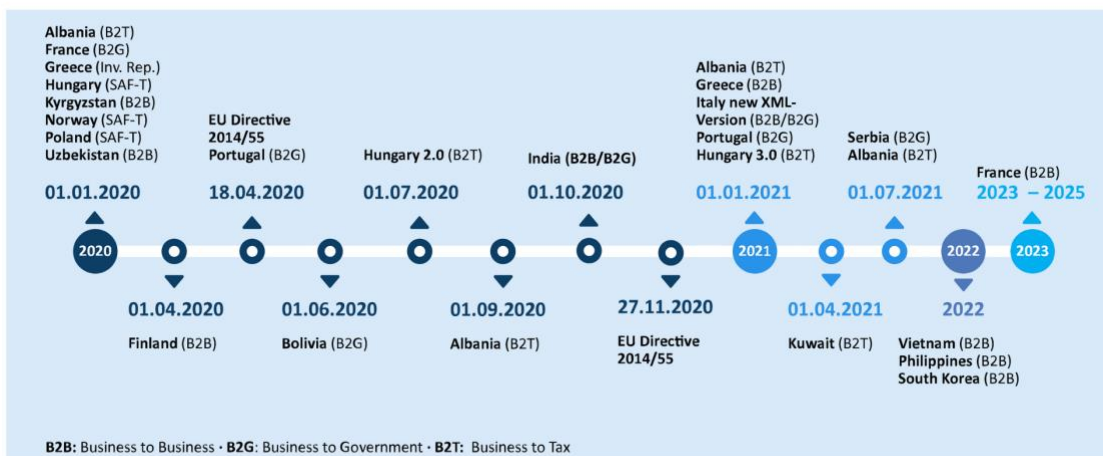 Albania (B2T)
France (B2G)
Greece (Inv. Rep.)
Hungary (SAF-T)
Kyrgyzstan (B2B)
Norway (SAF-T)
Poland (SAF-T)
Uzbekistan (B2B)
01.01.2020
EU Directive
2014/55
Portugal (B2G)
18.04.2020
Hungary 2.0 (B2T)
01.07.2020
India (B2B/B2G)
01.10.2020
Albania (B2T)
Greece (B2B)
Italy new XML-
Version (B2B/B2G)
Portugal (B2G)
Hungary 3.0 (B2T)
01.01.2021
Serbia (B2G)
Albania (B2T)
01.07.2021
France (B2B)
2023 – 2025
2020
2021
2022
2023
01.04.2020
Finland (B2B)
01.06.2020
Bolivia (B2G)
01.09.2020
Albania (B2T)
27.11.2020
EU Directive
2014/55
01.04.2021
Kuwait (B2T)
2022
Vietnam (B2B)
Philippines (B2B)
South Korea (B2B)
B2B: Business to Business · B2G: Business to Government · B2T: Business to Tax